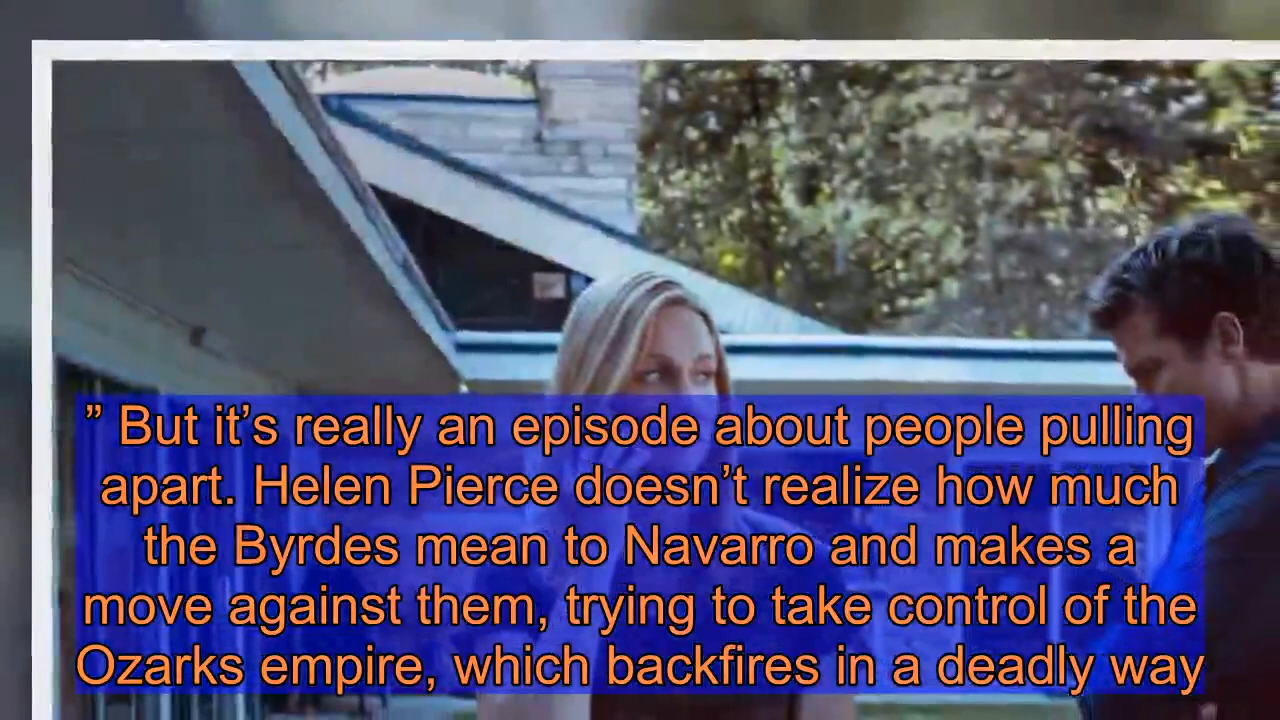 ” But it’s really an episode about people pulling
apart. Helen Pierce doesn’t realize how much
the Byrdes mean to Navarro and makes a
move against them, trying to take control of the
Ozarks empire, which backfires in a deadly way